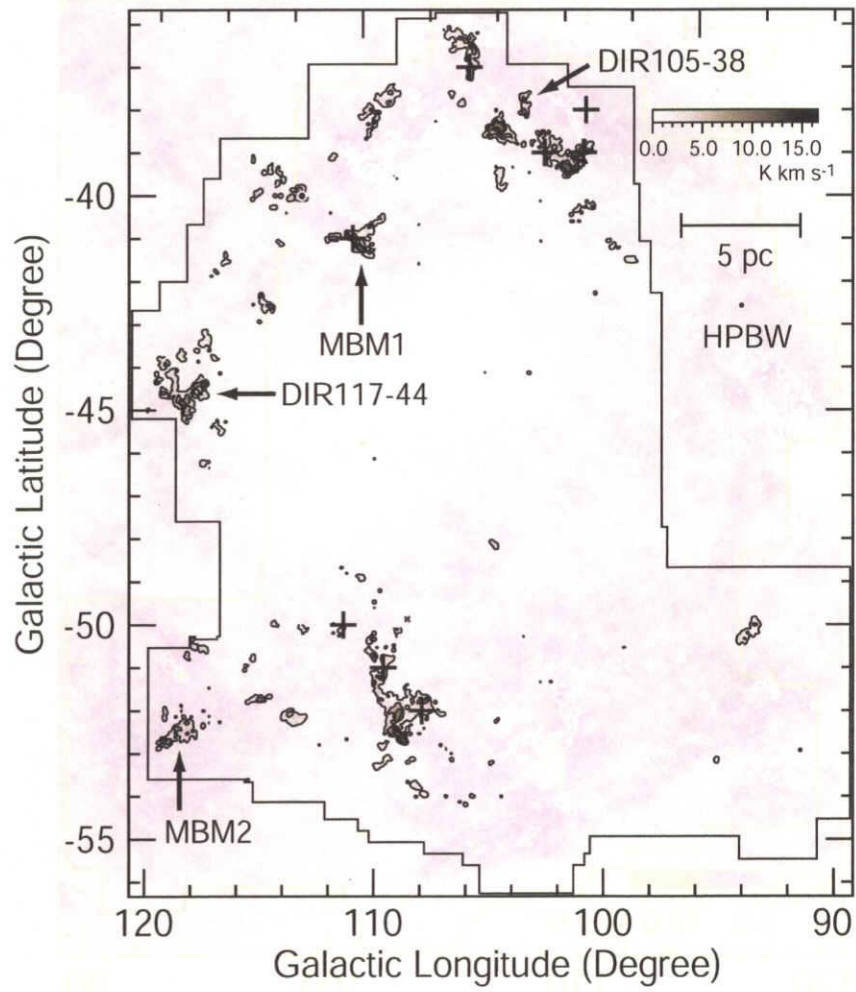 DIR105-38
0.0 5.0 10.0 15.0
K km s-1
-40
5 pc
MBM1
HPBW
DIR117-44
-45
Galactic Latitude (Degree)
-50
MBM2
-55
120 110 100 90
Galactic Longitude (Degree)